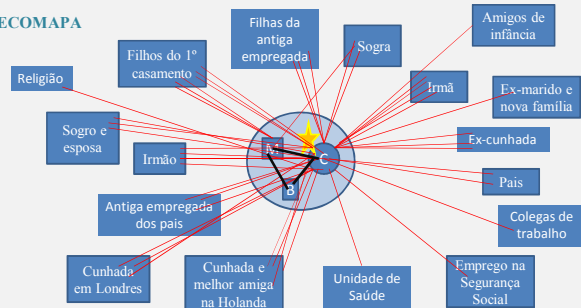 ECOMAPA
Filhas da
antiga
empregada
Amigos de
infância
Filhos do 1º
casamento
Sogra
Religião
Irmã
Ex-marido e
nova família
Sogro e
esposa
Irmão
Ex-cunhada
M
C
B
Pais
Antiga empregada
dos pais
Colegas de
trabalho
Cunhada
em Londres
Cunhada e
melhor amiga
na Holanda
Unidade de
Saúde
Emprego na
Segurança
Social